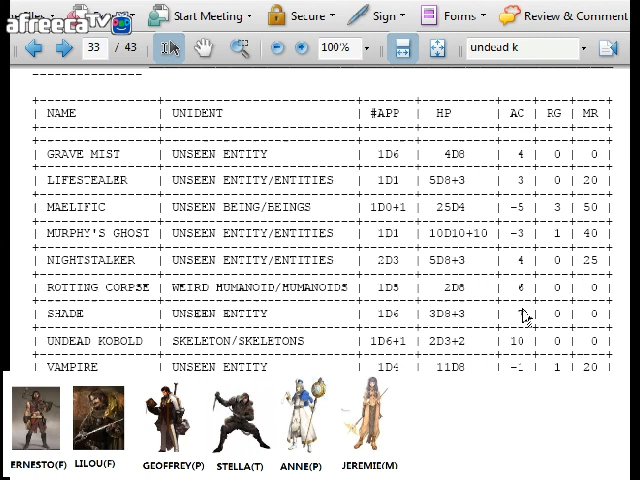 afreecaTV
Start Meeting
Secure
Sign
Forms
Review & Comment
33 / 43
100%
undead k
NAME UNIDENT #APP HP AC RG MR
GRAVE MIST UNSEEN ENTITY 1D6 4D8 4 0 0
LIFESTEALER UNSEEN ENTITY/ENTITIES 1D1 5D8+3 3 0 20
MAELIFIC UNSEEN BEING/BEINGS 1D0+1 25D4 -5 3 50
MURPHY'S GHOST UNSEEN ENTITY/ENTITIES 1D1 10D10+10 -3 1 40
NIGHTSTALKER UNSEEN ENTITY/ENTITIES 2D3 5D8+3 4 0 25
ROTTING CORPSE WEIRD HUMANOID/HUMANOIDS 1D8 2D8 6 0 0
SHADE UNSEEN ENTITY 1D6 3D8+3 0 0
UNDEAD KOBOLD SKELETON/SKELETONS 1D6+1 2D3+2 10 0 0
VAMPIRE UNSEEN ENTITY 1D4 11D8 -1 1 20
ERNESTO(F) LILOU(F) GEOFFREY(P) STELLA(T) ANNE(P) JEREMIE(M)